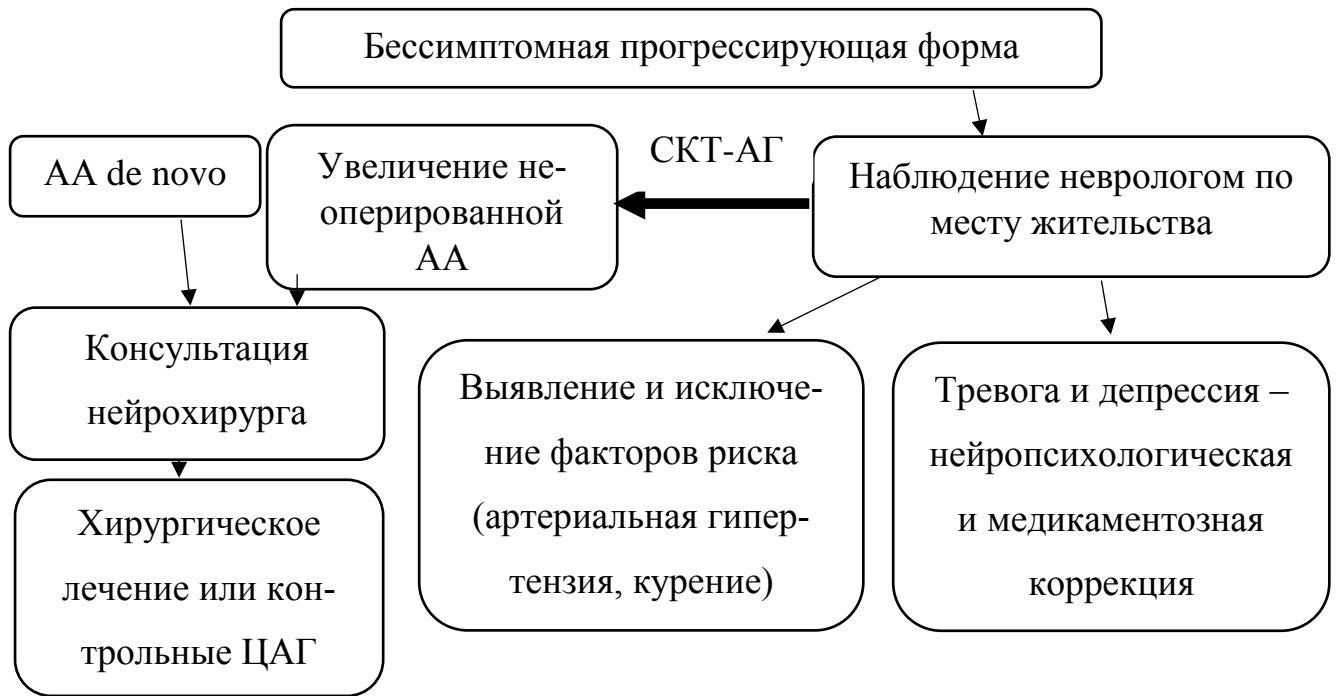 Бессимптомная прогрессирующая форма
АА de novo
Увеличение не-
оперированной
АА
СКТ-АГ
Наблюдение неврологом по
месту жительства
Консультация
нейрохирурга
Выявление и исключе-
ние факторов риска
(артериальная гипер-
тензия, курение)
Тревога и депрессия –
нейропсихологическая
и медикаментозная
коррекция
Хирургическое
лечение или кон-
трольные ЦАГ